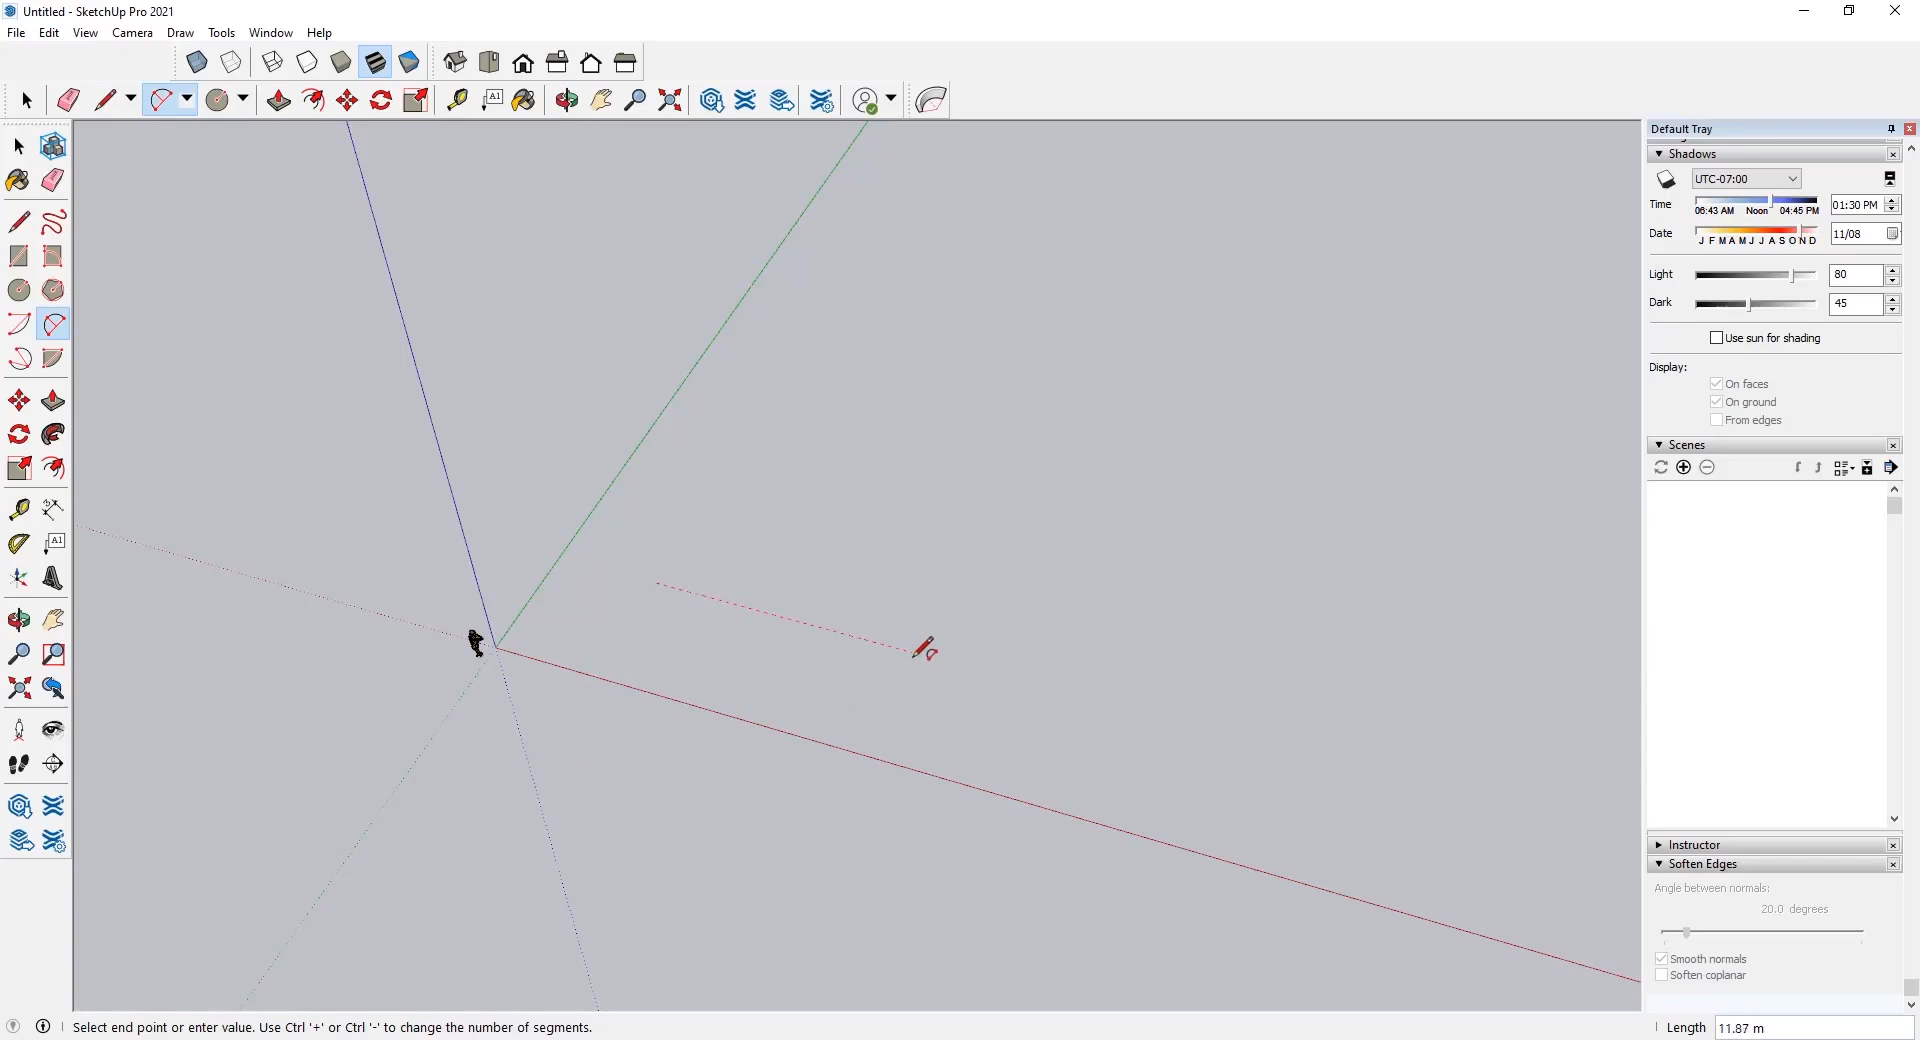 Untitled - SketchUp Pro 2021
File Edit View Camera Draw Tools Window Help
A1
Default Tray
Shadows
UTC-07:00
Time 06:43 AM Noon 04:45 PM 01:30 PM
Date J F M A M J J A S O N D 11/08
Light 80
Dark 45
Use sun for shading
Display:
On faces
On ground
From edges
Scenes
A1
Instructor
Soften Edges
Angle between normals:
20.0 degrees
Smooth normals
Soften coplanar
Select end point or enter value. Use Ctrl '+' or Ctrl '-' to change the number of segments.
Length 11.87 m